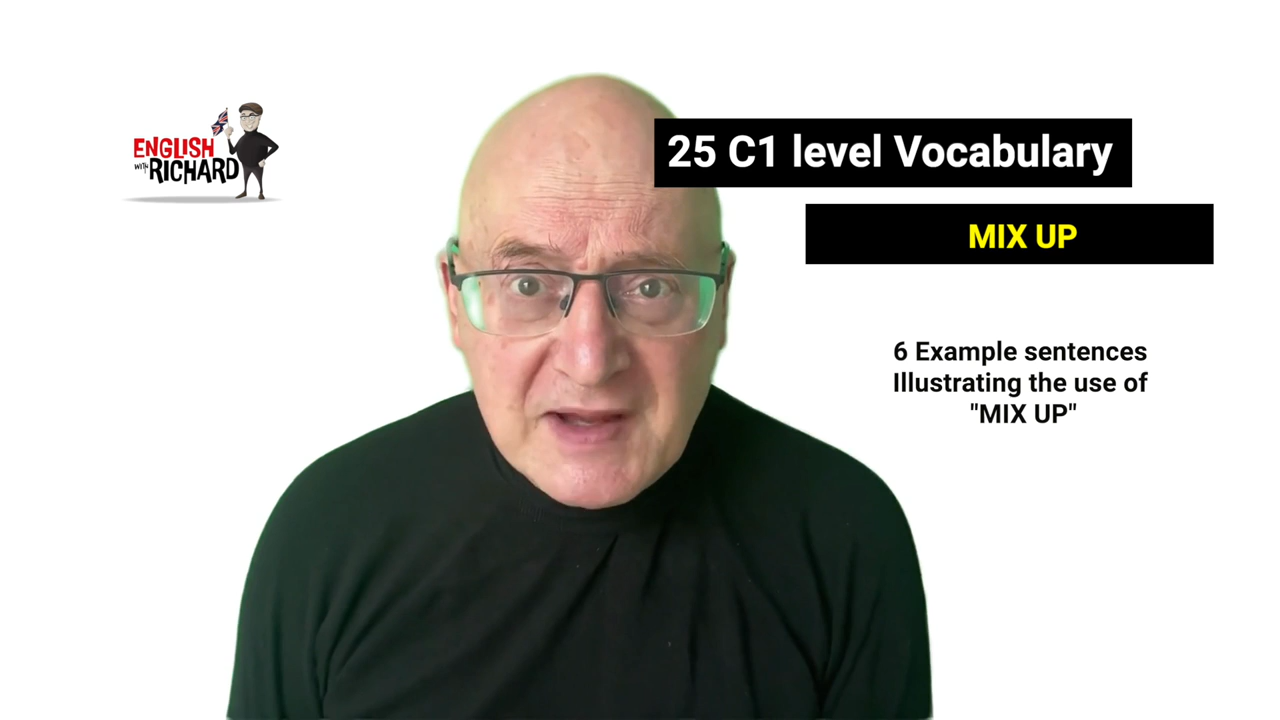 ENGLISH
WITH RICHARD
25 C1 level Vocabulary
MIX UP
6 Example sentences
Illustrating the use of
"MIX UP"